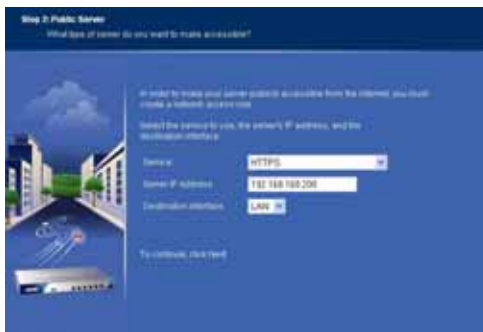 Step 2: Public Server
What type of server do you want to make accessible?
In order to make your server publicly accessible from the Internet, you must
create a network access rule.
Select the service to use, the server's IP address, and the
destination interface.
Service
HTTPS
Server IP Address
192.168.168.200
Destination Interface
LAN
To continue, click Next